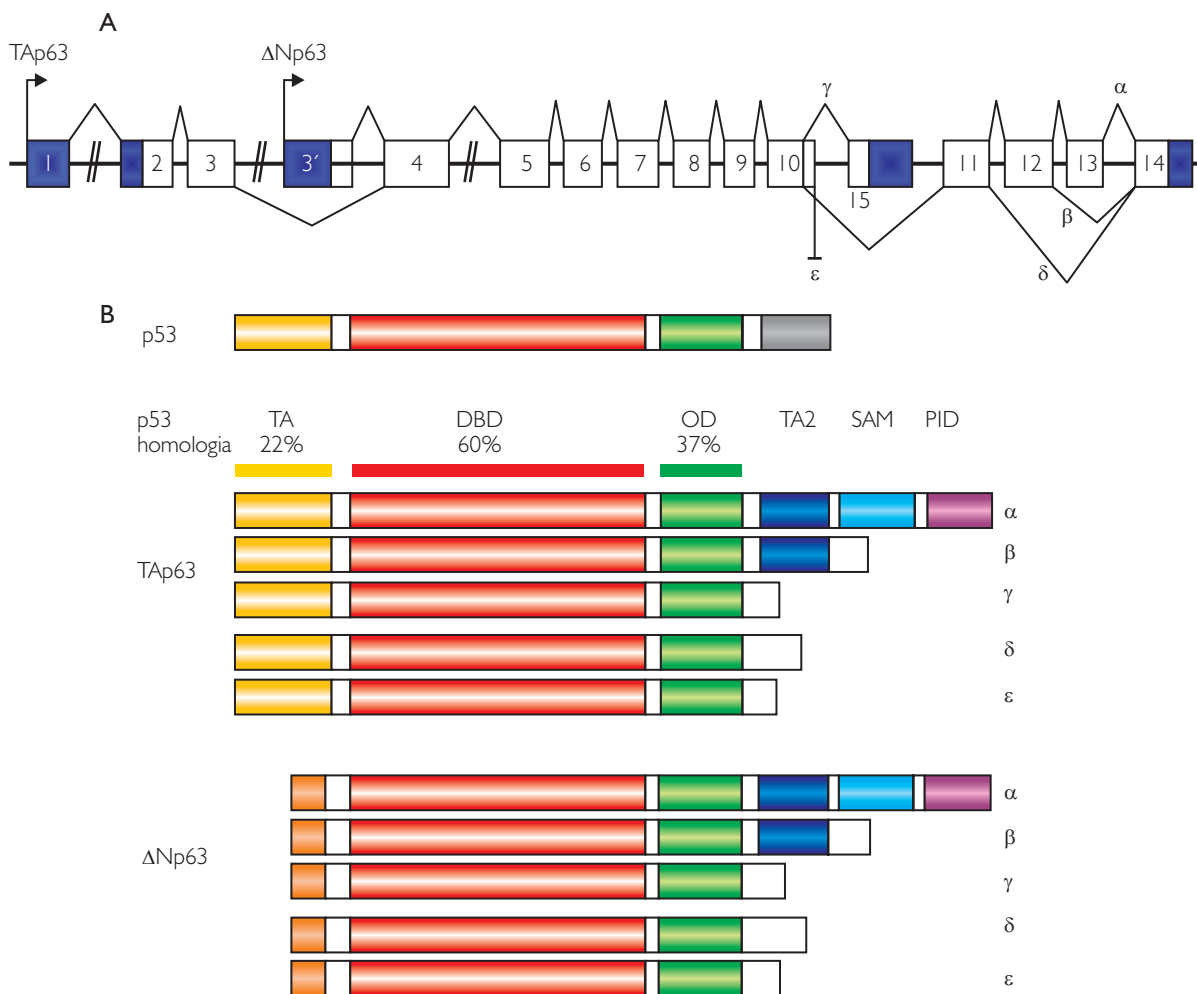 A
TAp63 ΔNp63
γ α
1 2 3 3′ 4 5 6 7 8 9 10 11 12 13 14
15
β
ε δ
B
p53
p53 TA DBD OD TA2 SAM PID
homologia 22% 60% 37%
α
β
TAp63
γ
δ
ε
α
β
ΔNp63
γ
δ
ε